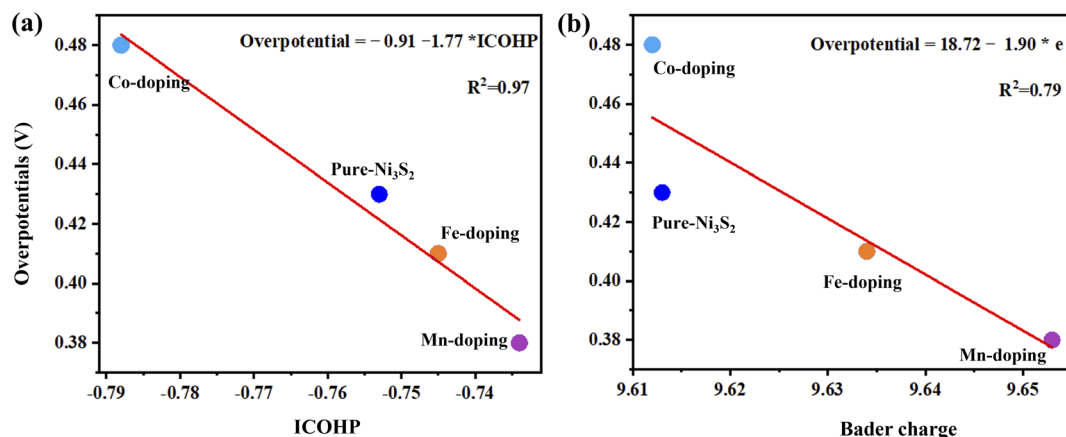 (a)
Overpotential = − 0.91 −1.77 *ICOHP
R²=0.97
Co-doping
Pure-Ni₃S₂
Fe-doping
Mn-doping
Overpotentials (V)
0.48
0.46
0.44
0.42
0.40
0.38
-0.79 -0.78 -0.77 -0.76 -0.75 -0.74
ICOHP
(b)
Overpotential = 18.72 − 1.90 * e
R²=0.79
Co-doping
Pure-Ni₃S₂
Fe-doping
Mn-doping
0.48
0.46
0.44
0.42
0.40
0.38
9.61 9.62 9.63 9.64 9.65
Bader charge